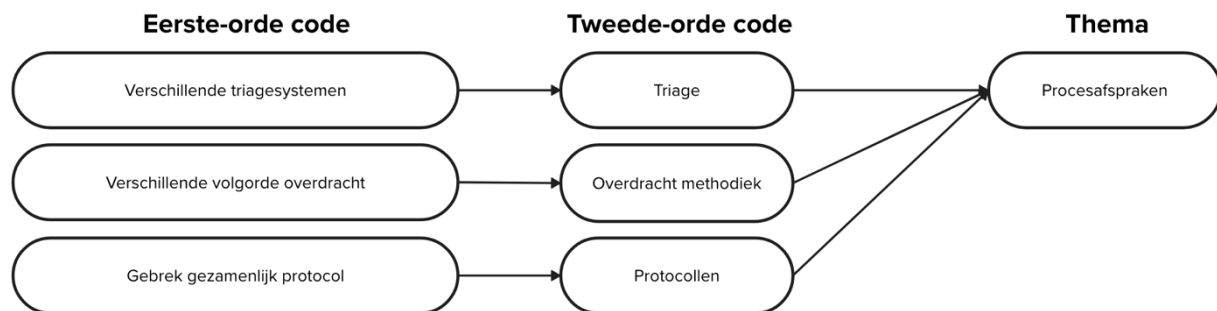 Eerste-orde code
Tweede-orde code
Thema
Verschillende triagesystemen
Triage
Procesafspraken
Verschillende volgorde overdracht
Overdracht methodiek
Gebrek gezamenlijk protocol
Protocollen